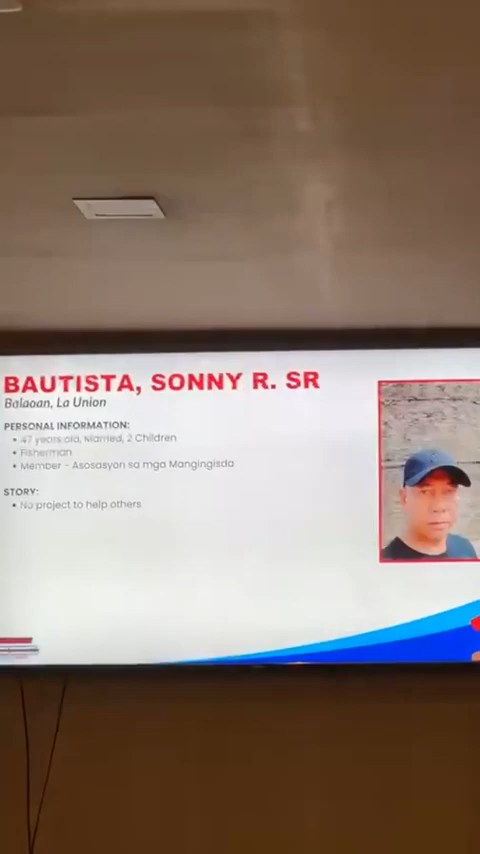 BAUTISTA, SONNY R. SR
Balaoan, La Union
PERSONAL INFORMATION:
• 47 years old, Married, 2 Children
• Fisherman
• Member - Asosasyon sa mga Mangingisda
STORY:
• No project to help others